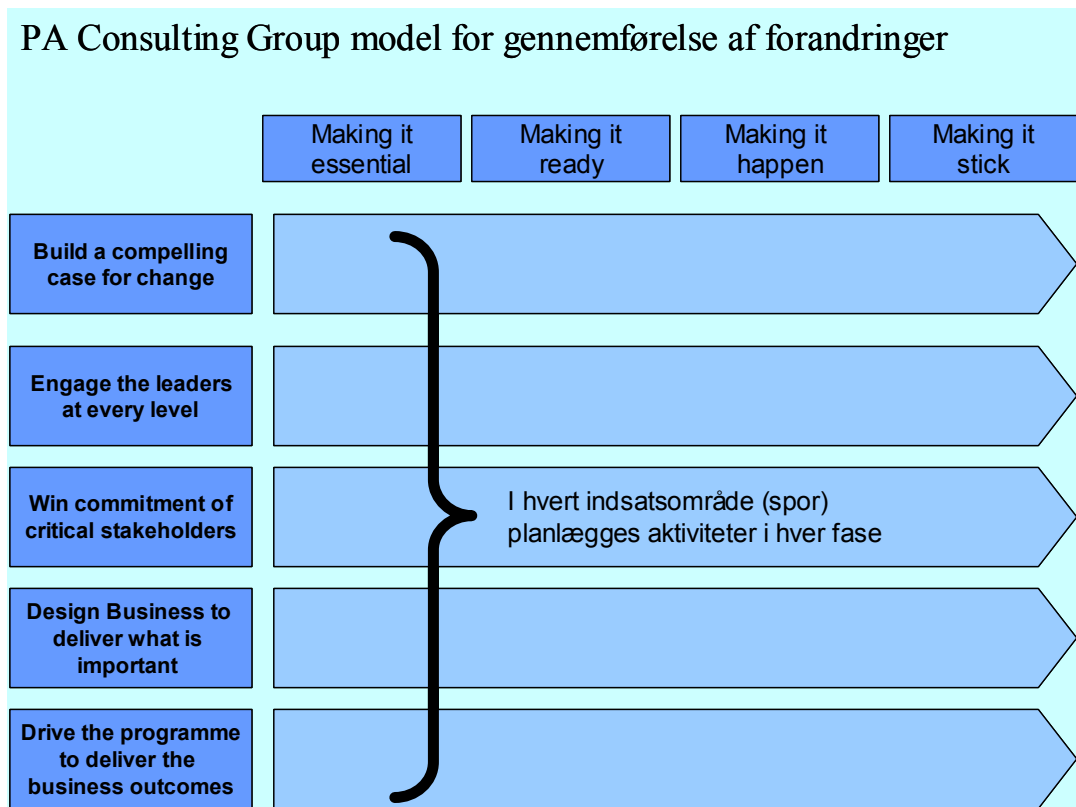 PA Consulting Group model for gennemførelse af forandringer
Making it
essential
Making it
ready
Making it
happen
Making it
stick
Build a compelling
case for change
Engage the leaders
at every level
Win commitment of
critical stakeholders
I hvert indsatsområde (spor)
planlægges aktiviteter i hver fase
Design Business to
deliver what is
important
Drive the programme
to deliver the
business outcomes